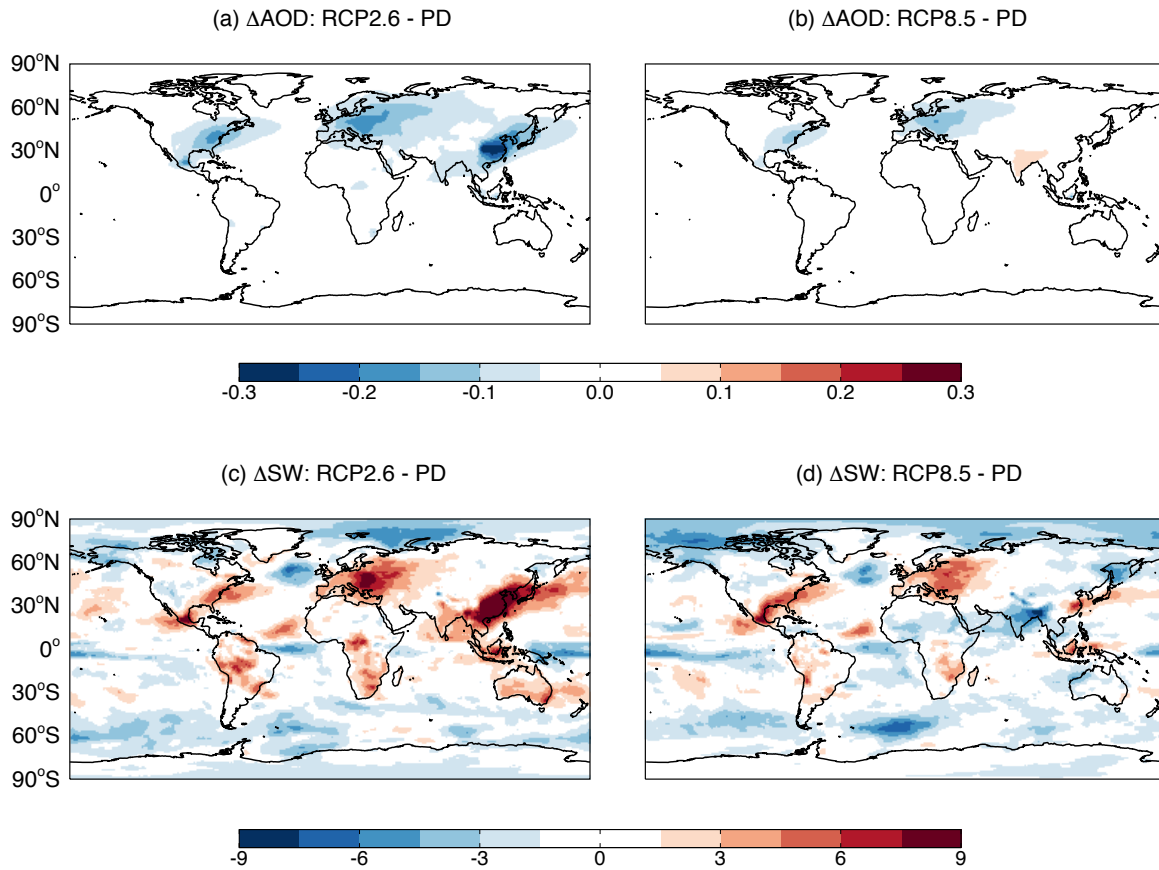 (a) ΔAOD: RCP2.6 - PD
(b) ΔAOD: RCP8.5 - PD
90°N
60°N
30°N
0°
30°S
60°S
90°S
-0.3 -0.2 -0.1 0.0 0.1 0.2 0.3
(c) ΔSW: RCP2.6 - PD
(d) ΔSW: RCP8.5 - PD
90°N
60°N
30°N
0°
30°S
60°S
90°S
-9 -6 -3 0 3 6 9